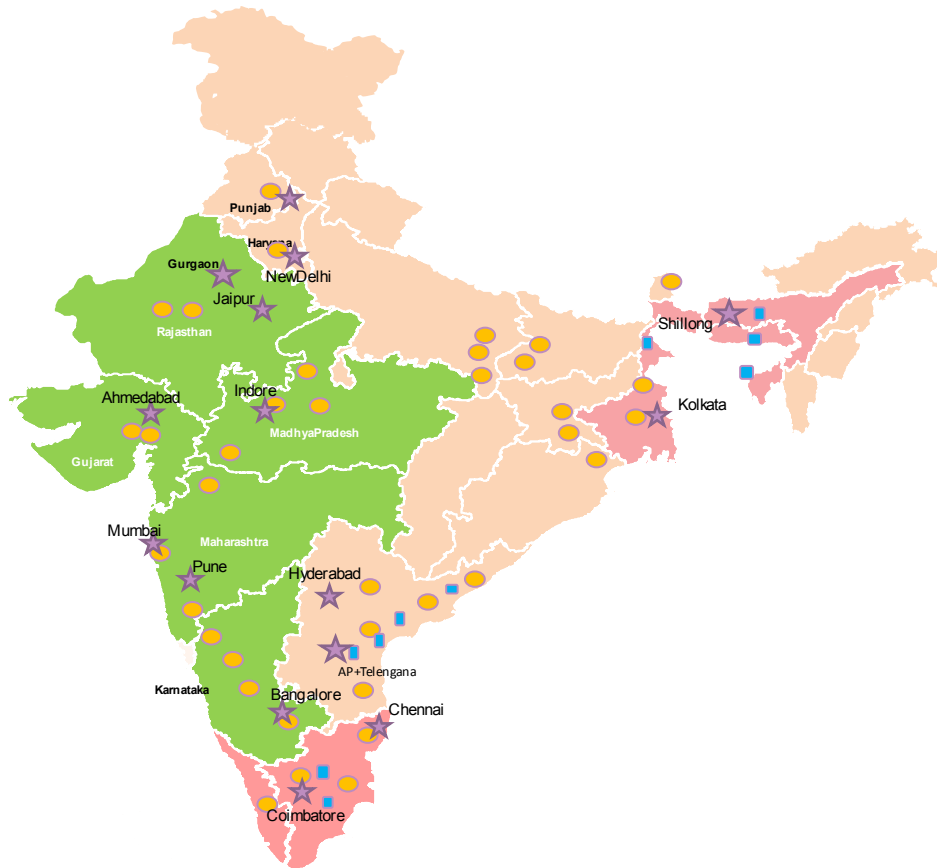 Punjab
Haryana
NewDelhi
Gurgaon
Jaipur
Rajasthan
Shillong
Ahmedabad
Indore
Kolkata
MadhyaPradesh
Gujarat
Mumbai
Maharashtra
Pune
Hyderabad
AP+Telengana
Karnataka
Bangalore
Chennai
Coimbatore